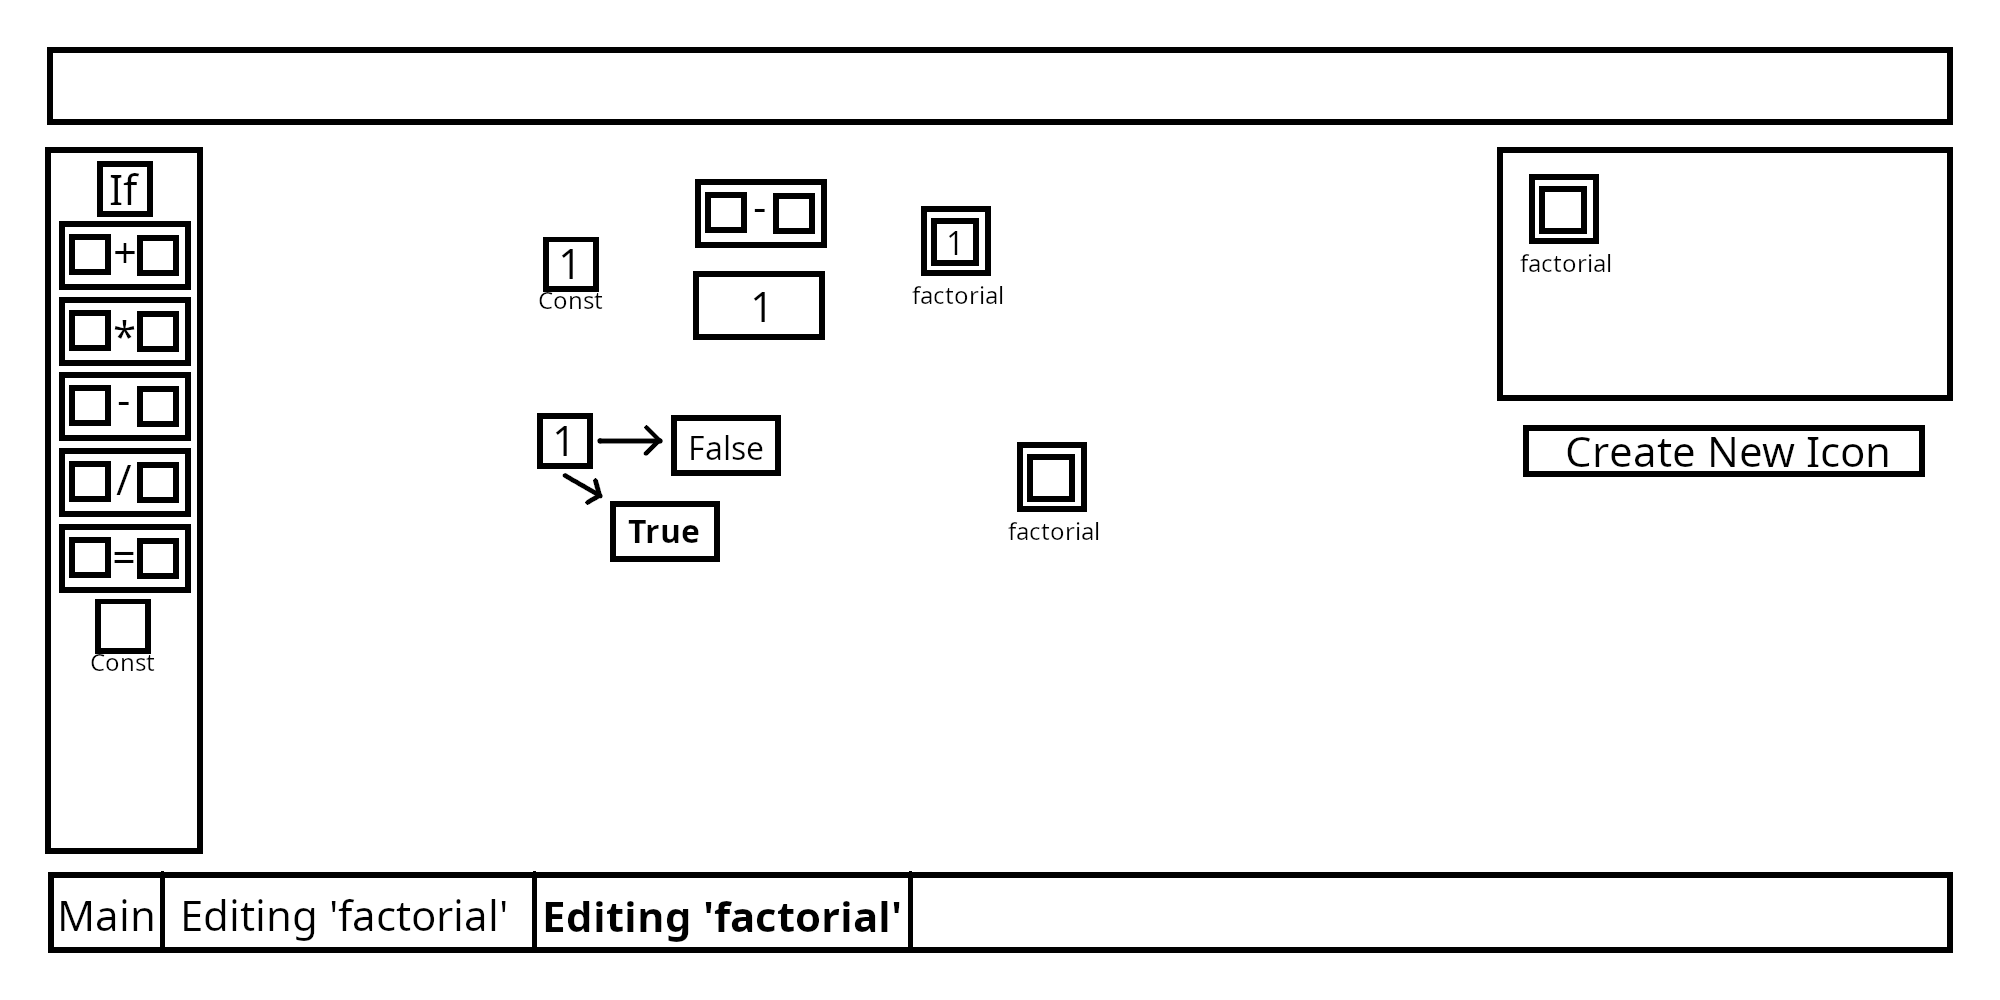 If
+
*
-
/
=
Const
1
Const
-
1
1
factorial
1
False
True
factorial
factorial
Create New Icon
Main
Editing 'factorial'
Editing 'factorial'